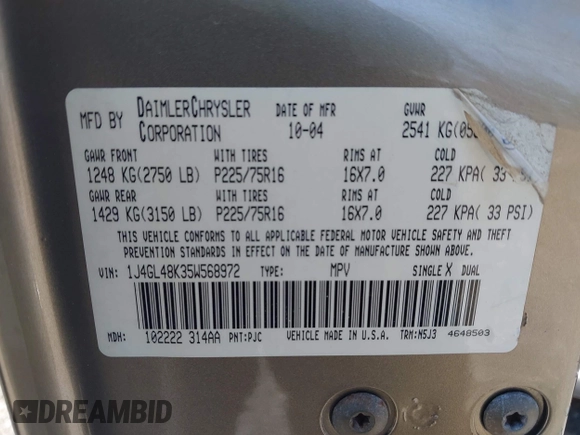 MFD BY DAIMLERCHRYSLER CORPORATION DATE OF MFR 10-04 GVWR 2541 KG(05
GAWR FRONT WITH TIRES RIMS AT COLD
1248 KG(2750 LB) P225/75R16 16X7.0 227 KPA( 33 PSI)
GAWR REAR WITH TIRES RIMS AT COLD
1429 KG(3150 LB) P225/75R16 16X7.0 227 KPA( 33 PSI)
THIS VEHICLE CONFORMS TO ALL APPLICABLE FEDERAL MOTOR VEHICLE SAFETY AND THEFT
PREVENTION STANDARDS IN EFFECT ON THE DATE OF MANUFACTURE SHOWN ABOVE.
VIN: 1J4GL48K35W568972 TYPE: MPV SINGLE X DUAL
MDH: 102222 314AA PNT:PJC VEHICLE MADE IN U.S.A. TRM:N5J3 4648503
DREAMBID